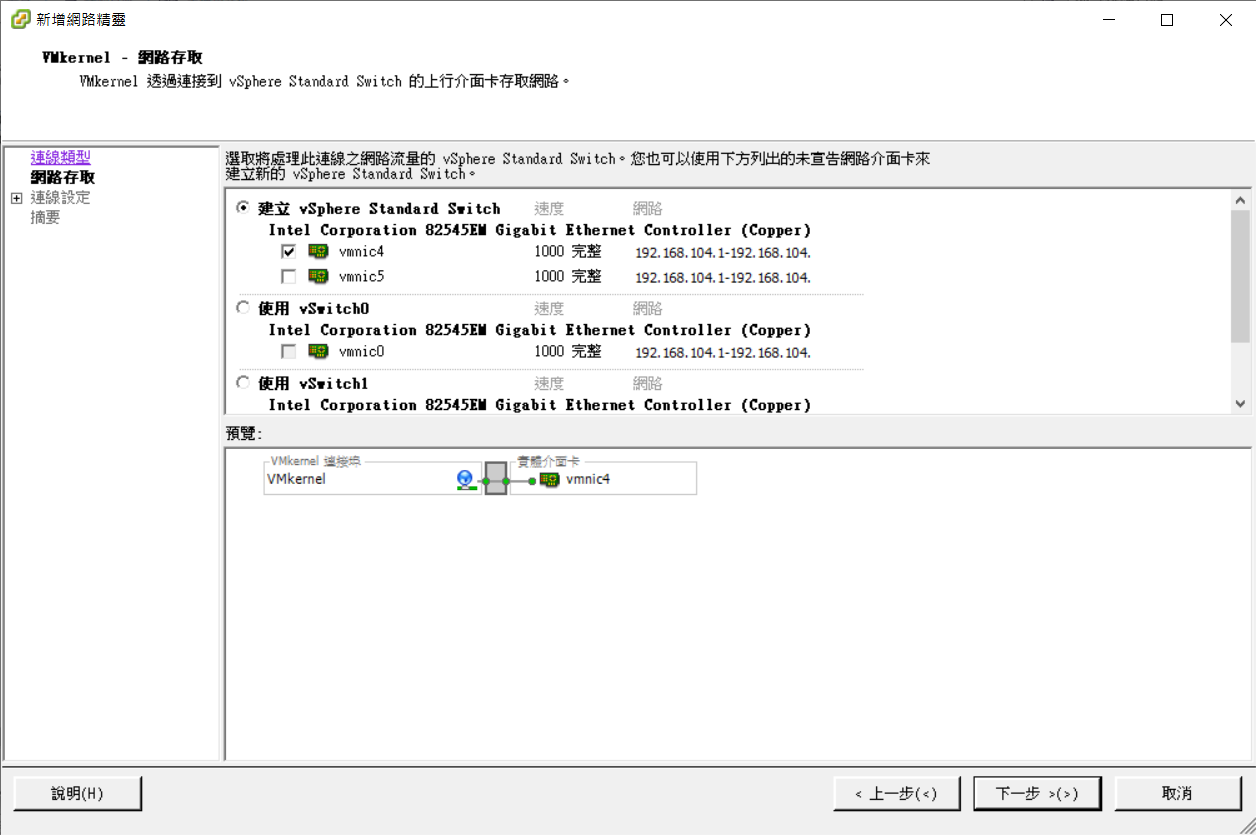 新增網路精靈
VMkernel - 網路存取
VMkernel 透過連接到 vSphere Standard Switch 的上行介面卡存取網路。
連線類型
網路存取
連線設定
摘要
選取將處理此連線之網路流量的 vSphere Standard Switch。您也可以使用下方列出的未宣告網路介面卡來
建立新的 vSphere Standard Switch。
建立 vSphere Standard Switch 速度 網路
Intel Corporation 82545EM Gigabit Ethernet Controller (Copper)
vmnic4 1000 完整 192.168.104.1-192.168.104.
vmnic5 1000 完整 192.168.104.1-192.168.104.
使用 vSwitch0 速度 網路
Intel Corporation 82545EM Gigabit Ethernet Controller (Copper)
vmnic0 1000 完整 192.168.104.1-192.168.104.
使用 vSwitch1 速度 網路
Intel Corporation 82545EM Gigabit Ethernet Controller (Copper)
預覽:
VMkernel 連接埠 實體介面卡
VMkernel vmnic4
說明(H) < 上一步(<) 下一步 >(>) 取消